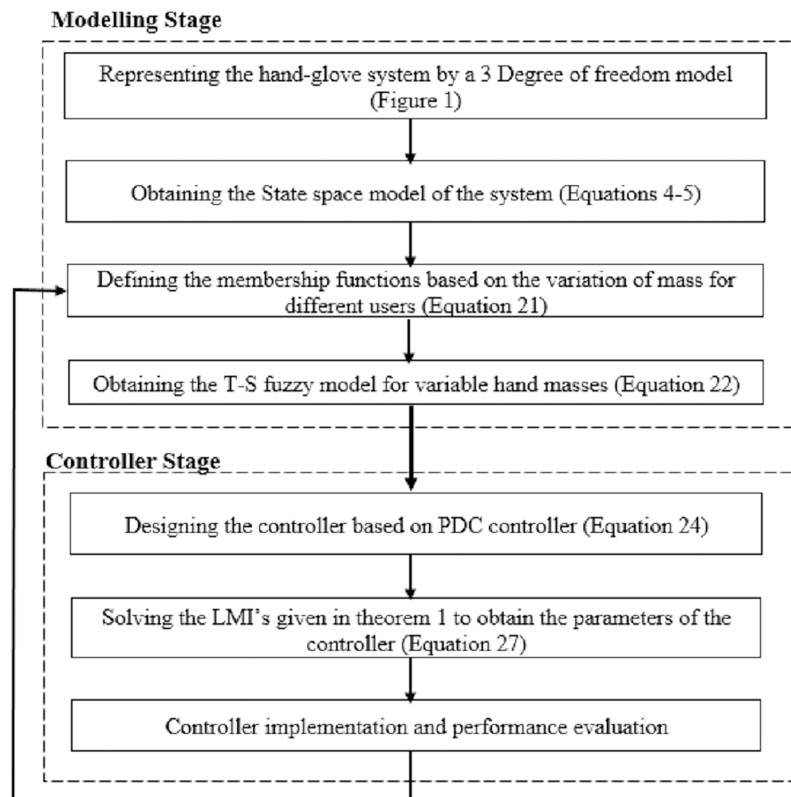 Modelling Stage
Representing the hand-glove system by a 3 Degree of freedom model
(Figure 1)
Obtaining the State space model of the system (Equations 4-5)
Defining the membership functions based on the variation of mass for
different users (Equation 21)
Obtaining the T-S fuzzy model for variable hand masses (Equation 22)
Controller Stage
Designing the controller based on PDC controller (Equation 24)
Solving the LMI's given in theorem 1 to obtain the parameters of the
controller (Equation 27)
Controller implementation and performance evaluation